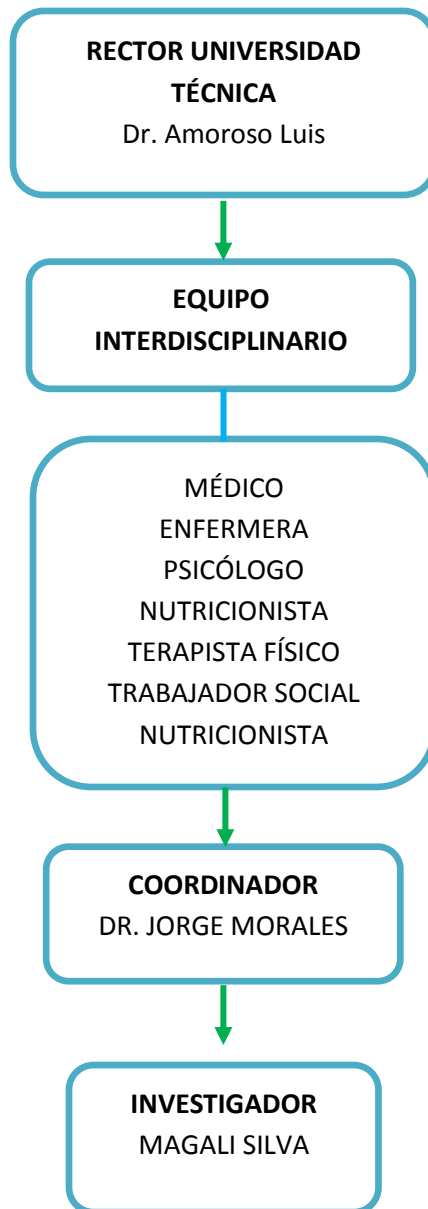 RECTOR UNIVERSIDAD
TÉCNICA
Dr. Amoroso Luis
EQUIPO
INTERDISCIPLINARIO
MÉDICO
ENFERMERA
PSICÓLOGO
NUTRICIONISTA
TERAPISTA FÍSICO
TRABAJADOR SOCIAL
NUTRICIONISTA
COORDINADOR
DR. JORGE MORALES
INVESTIGADOR
MAGALI SILVA